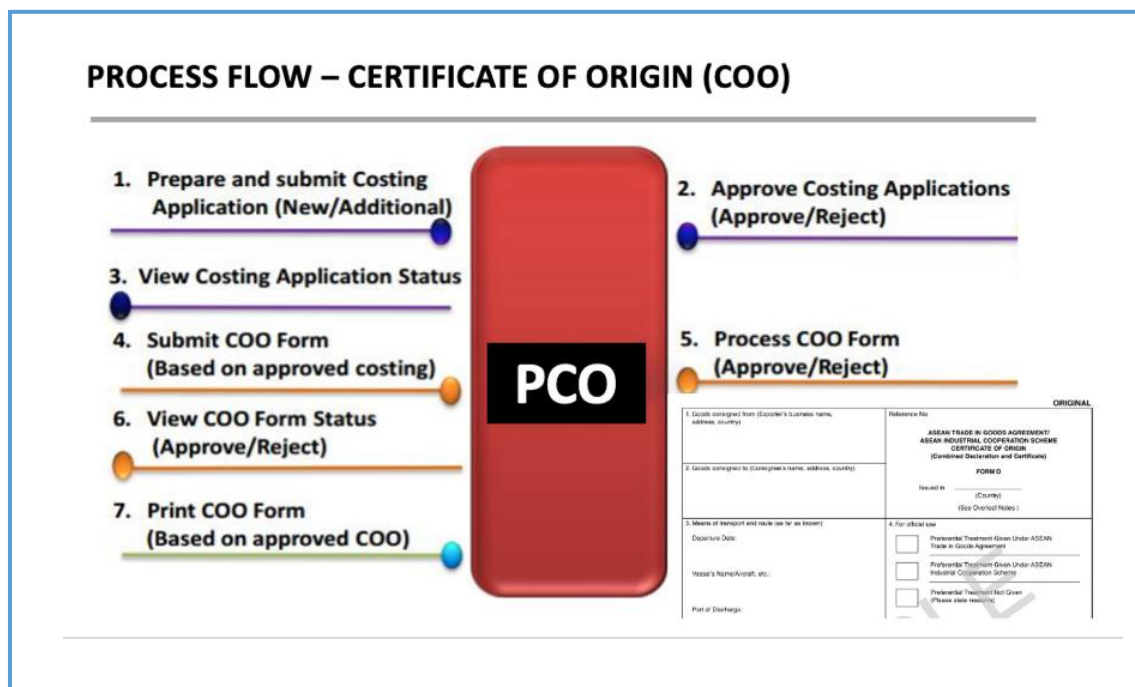 PROCESS FLOW – CERTIFICATE OF ORIGIN (COO)
1. Prepare and submit Costing
Application (New/Additional)
2. Approve Costing Applications
(Approve/Reject)
3. View Costing Application Status
4. Submit COO Form
(Based on approved costing)
5. Process COO Form
(Approve/Reject)
PCO
6. View COO Form Status
(Approve/Reject)
7. Print COO Form
(Based on approved COO)
ORIGINAL
1. Goods consigned from (Exporter's business name,
address, country)
Reference No
ASEAN TRADE IN GOODS AGREEMENT/
ASEAN INDUSTRIAL COOPERATION SCHEME
CERTIFICATE OF ORIGIN
(Combined Declaration and Certificate)
FORM D
Issued in
(Country)
(See Overleaf Notes )
2. Goods consigned to (Consignee's name, address, country)
3. Means of transport and route (as far as known)
Departure Date:
Vessel's Name/Aircraft, etc.:
Port of Discharge:
4. For official use
Preferential Treatment Given Under ASEAN
Trade in Goods Agreement
Preferential Treatment Given Under ASEAN
Industrial Cooperation Scheme
Preferential Treatment Not Given
(Please state reason/s)